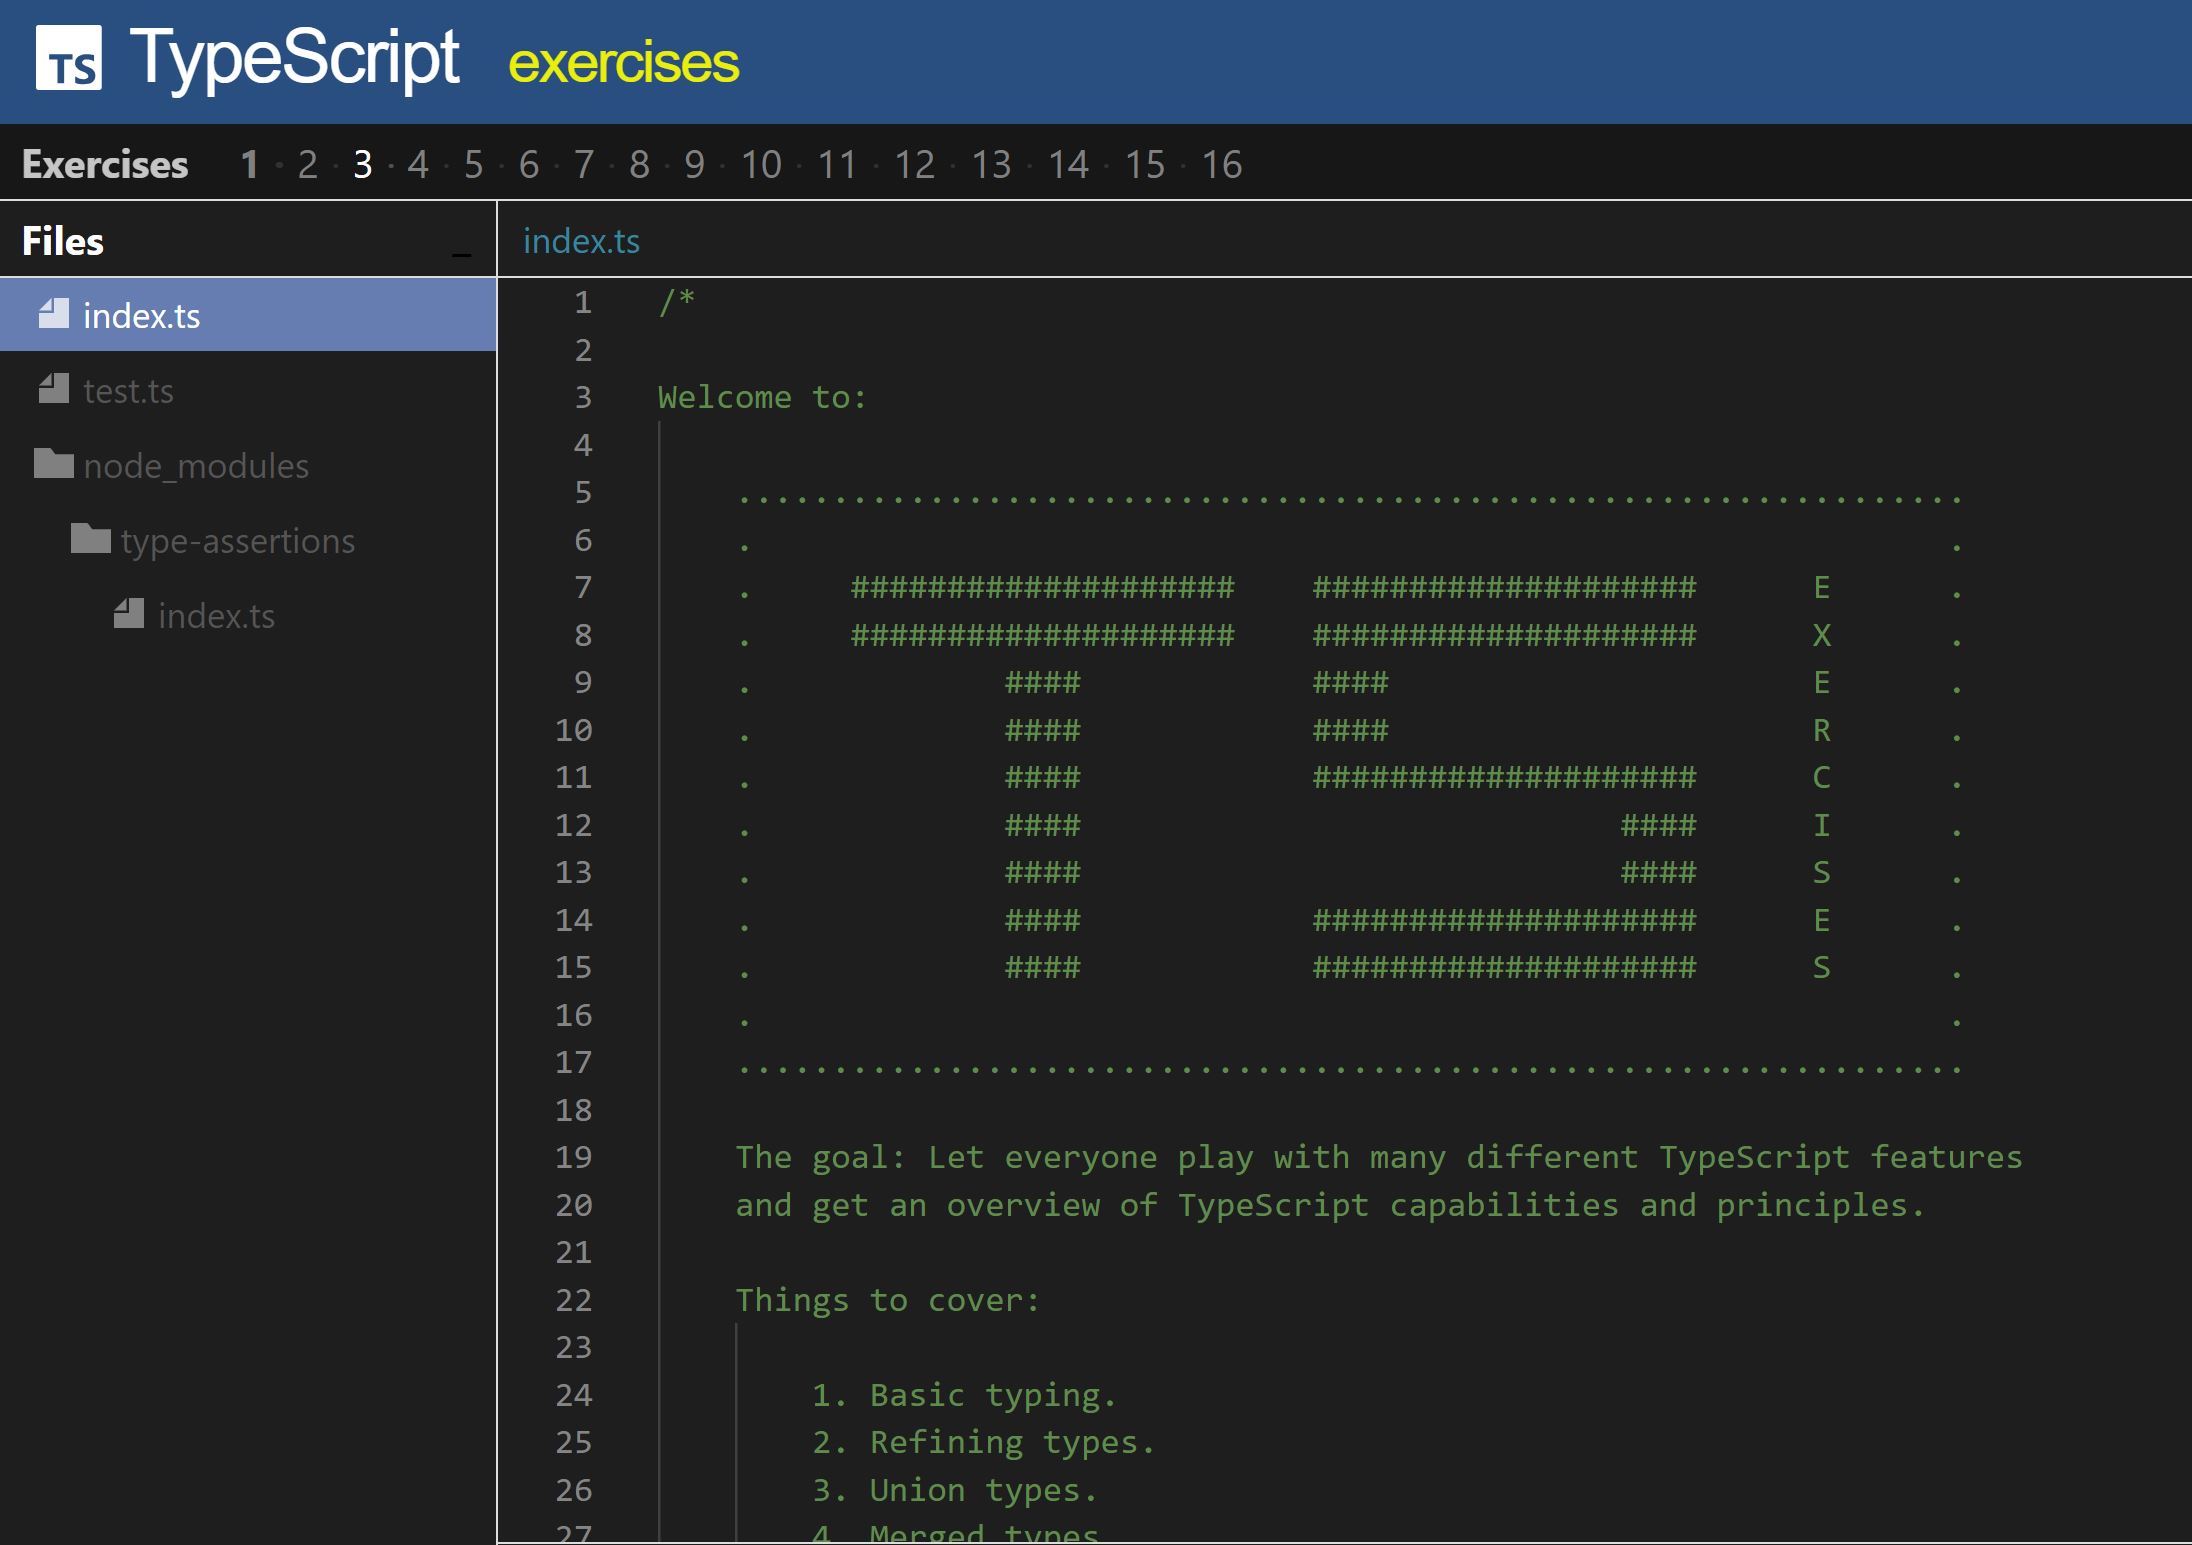 TS TypeScript exercises
Exercises 1 · 2 · 3 · 4 · 5 · 6 · 7 · 8 · 9 · 10 · 11 · 12 · 13 · 14 · 15 · 16
Files _
index.ts
test.ts
node_modules
type-assertions
index.ts
index.ts
1 /*
2
3 Welcome to:
4
5 ................................................................
6 . .
7 . #################### #################### E .
8 . #################### #################### X .
9 . #### #### E .
10 . #### #### R .
11 . #### #################### C .
12 . #### #### I .
13 . #### #### S .
14 . #### #################### E .
15 . #### #################### S .
16 . .
17 ................................................................
18
19 The goal: Let everyone play with many different TypeScript features
20 and get an overview of TypeScript capabilities and principles.
21
22 Things to cover:
23
24 1. Basic typing.
25 2. Refining types.
26 3. Union types.
27 4. Merged types.